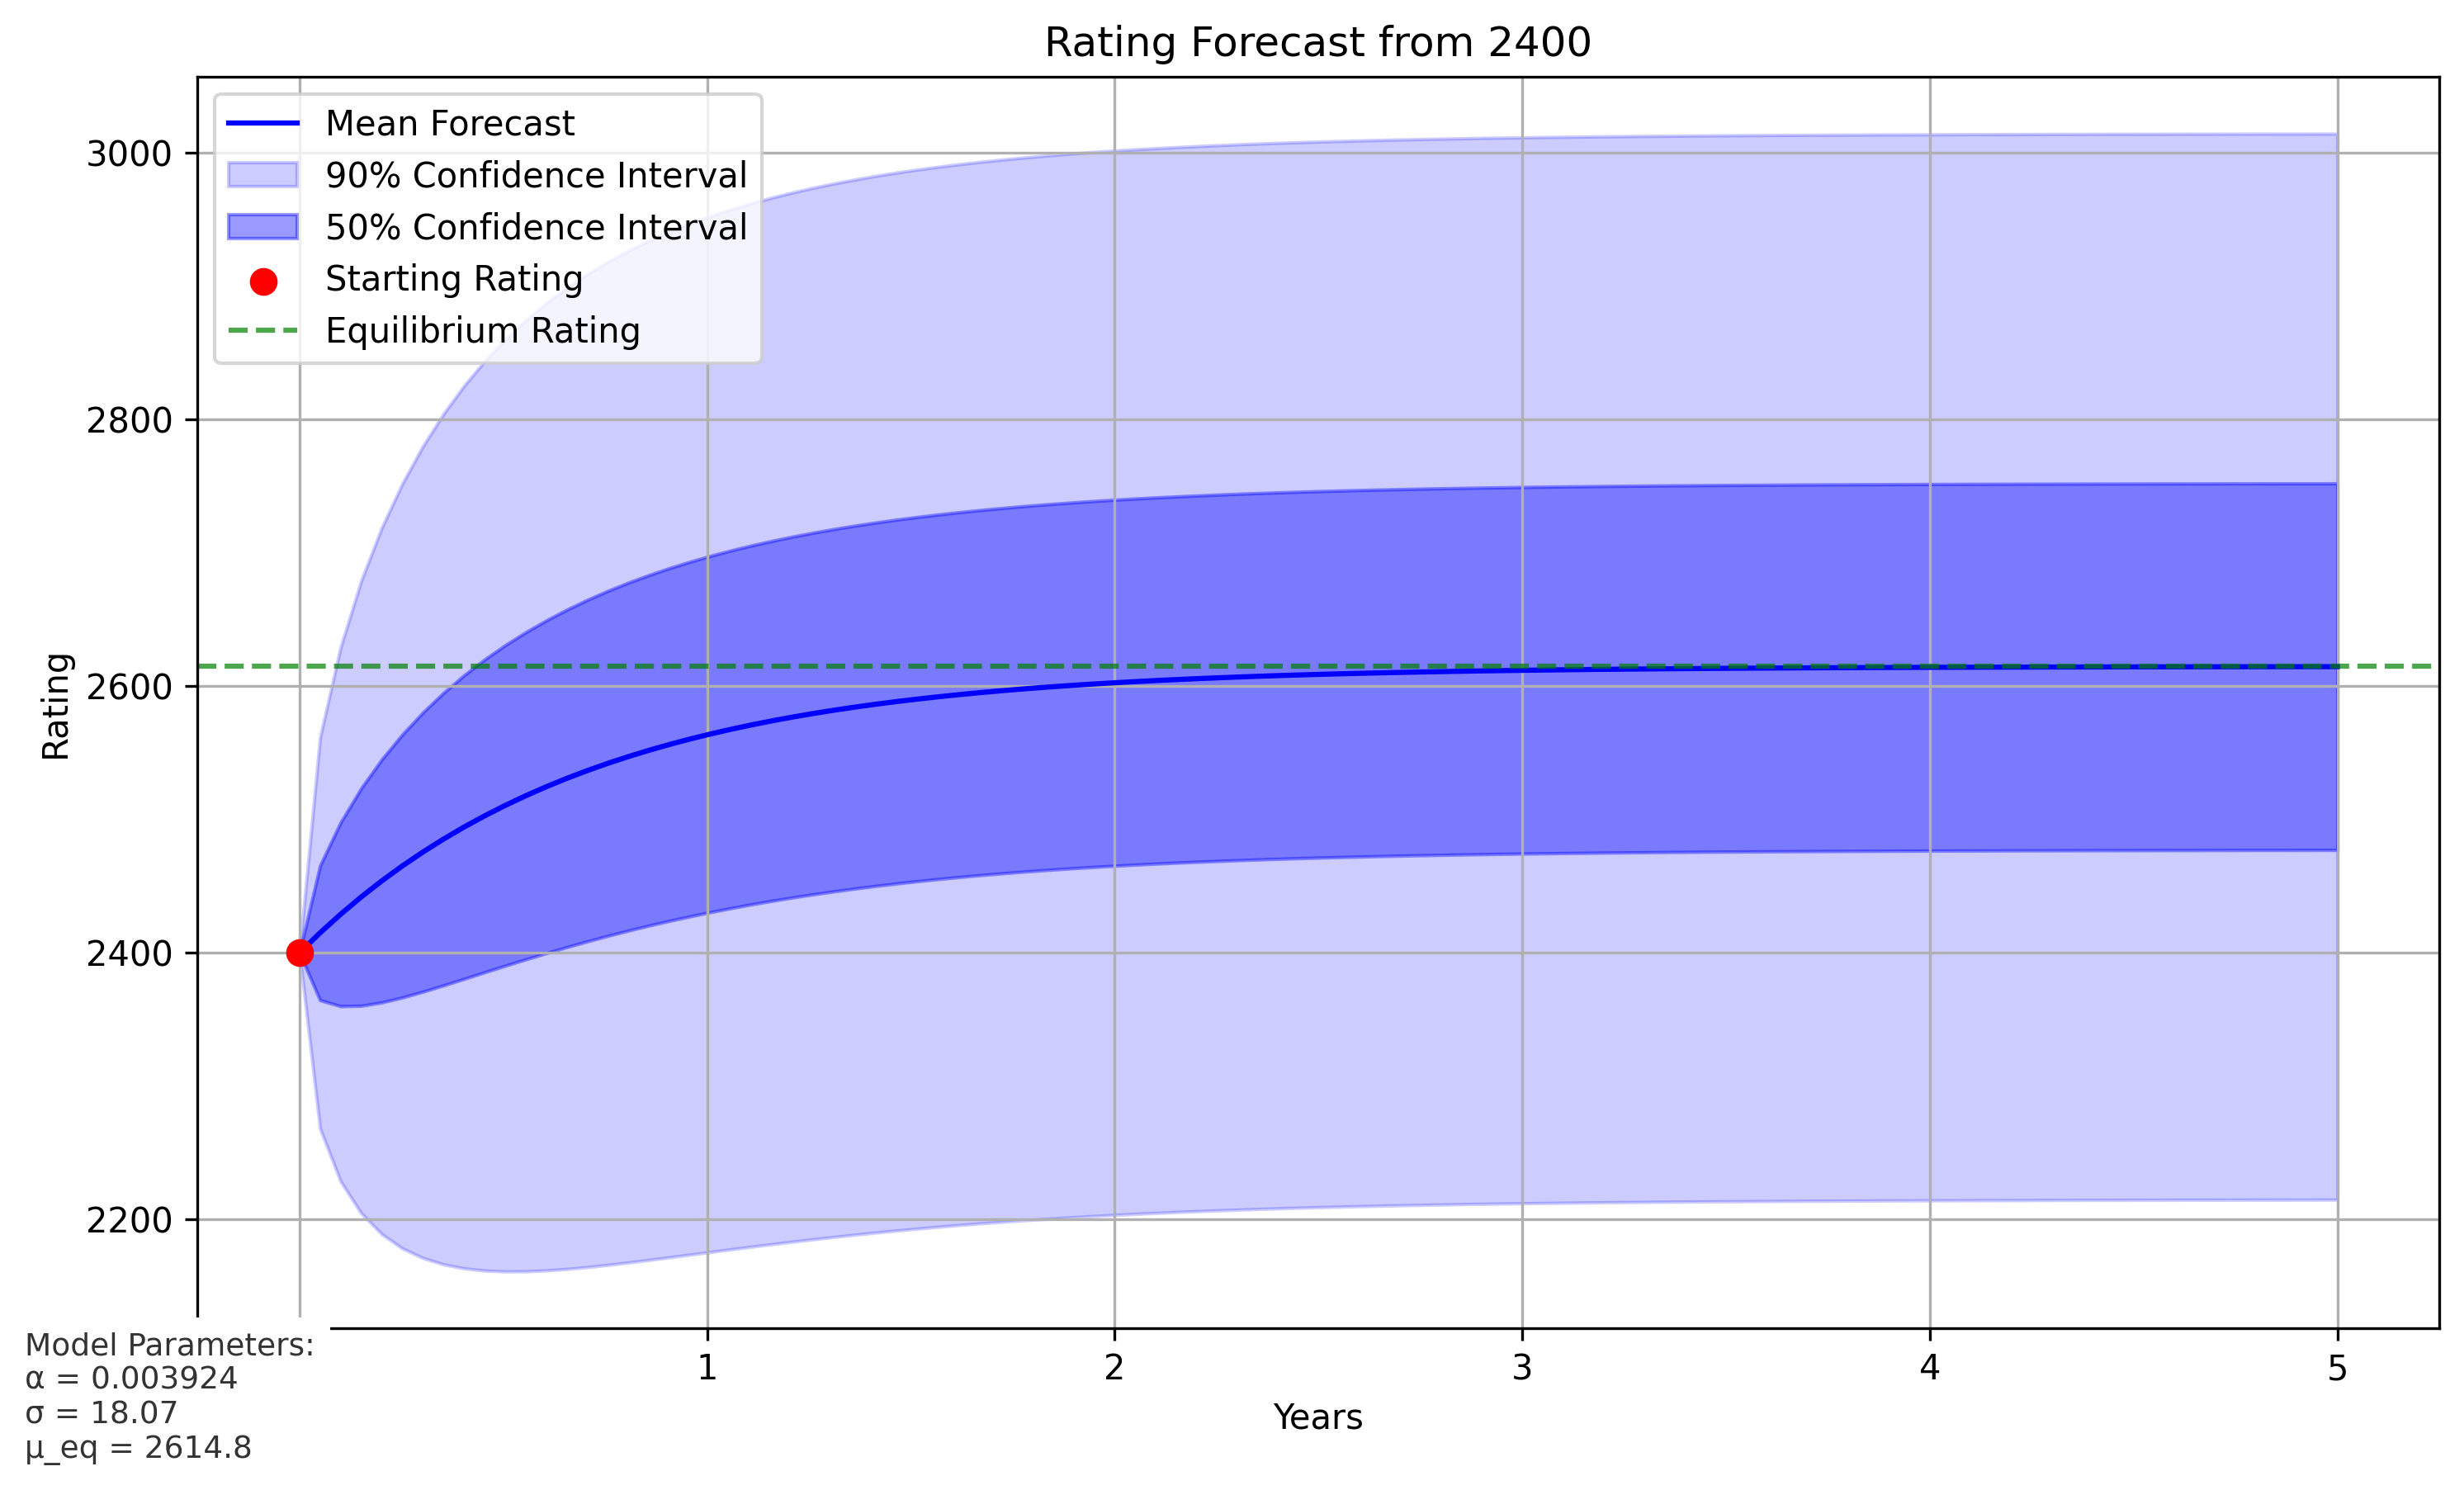 Rating Forecast from 2400
Mean Forecast
90% Confidence Interval
50% Confidence Interval
Starting Rating
Equilibrium Rating
3000
2800
2600
2400
2200
Rating
1
2
3
4
5
Years
Model Parameters:
α = 0.003924
σ = 18.07
μ_eq = 2614.8